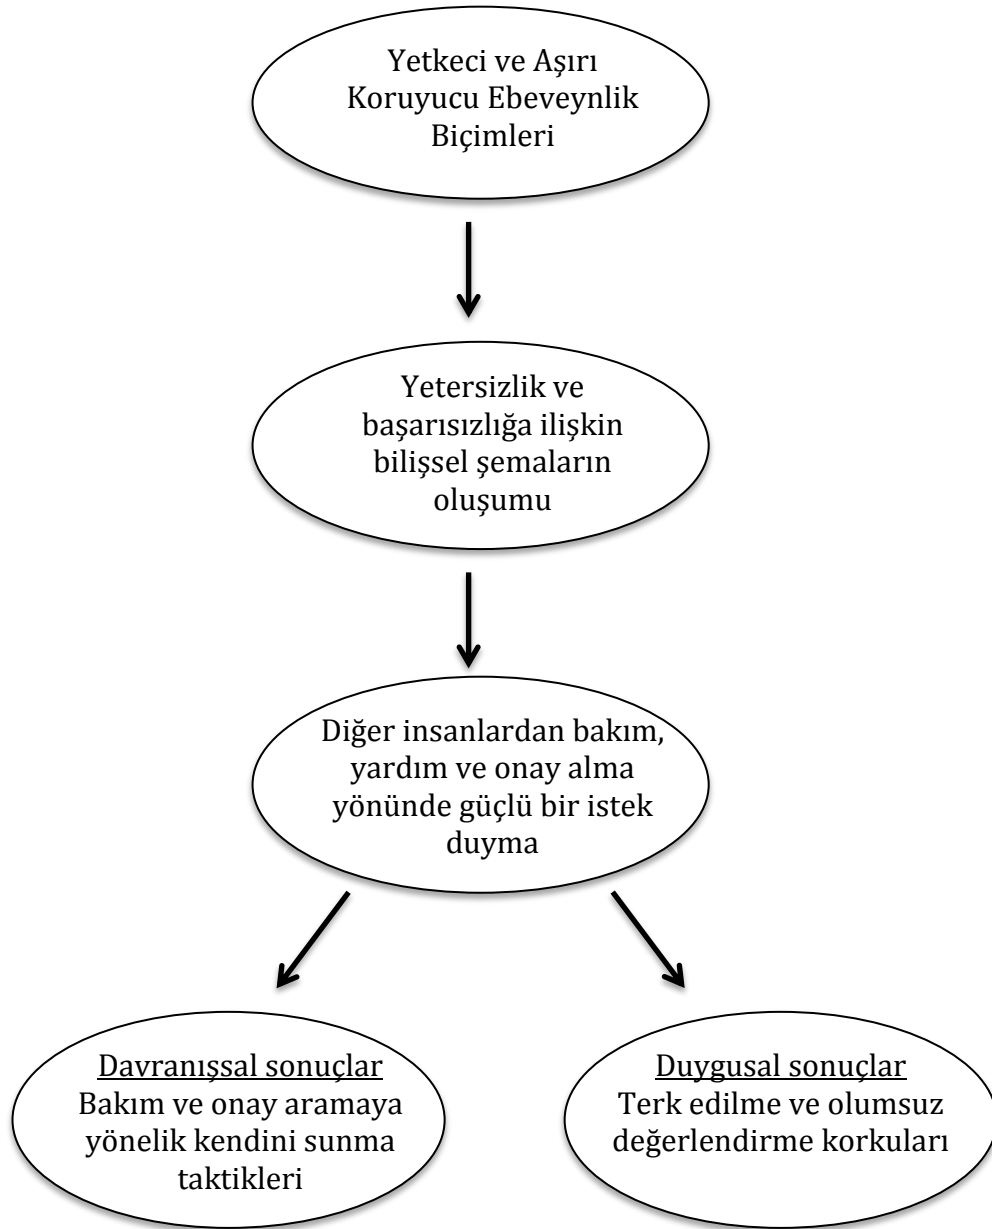 Yetkeci ve Aşırı
Koruyucu Ebeveynlik
Biçimleri
Yetersizlik ve
başarısızlığa ilişkin
bilişsel şemaların
oluşumu
Diğer insanlardan bakım,
yardım ve onay alma
yönünde güçlü bir istek
duyma
Davranışsal sonuçlar
Bakım ve onay aramaya
yönelik kendini sunma
taktikleri
Duygusal sonuçlar
Terk edilme ve olumsuz
değerlendirme korkuları